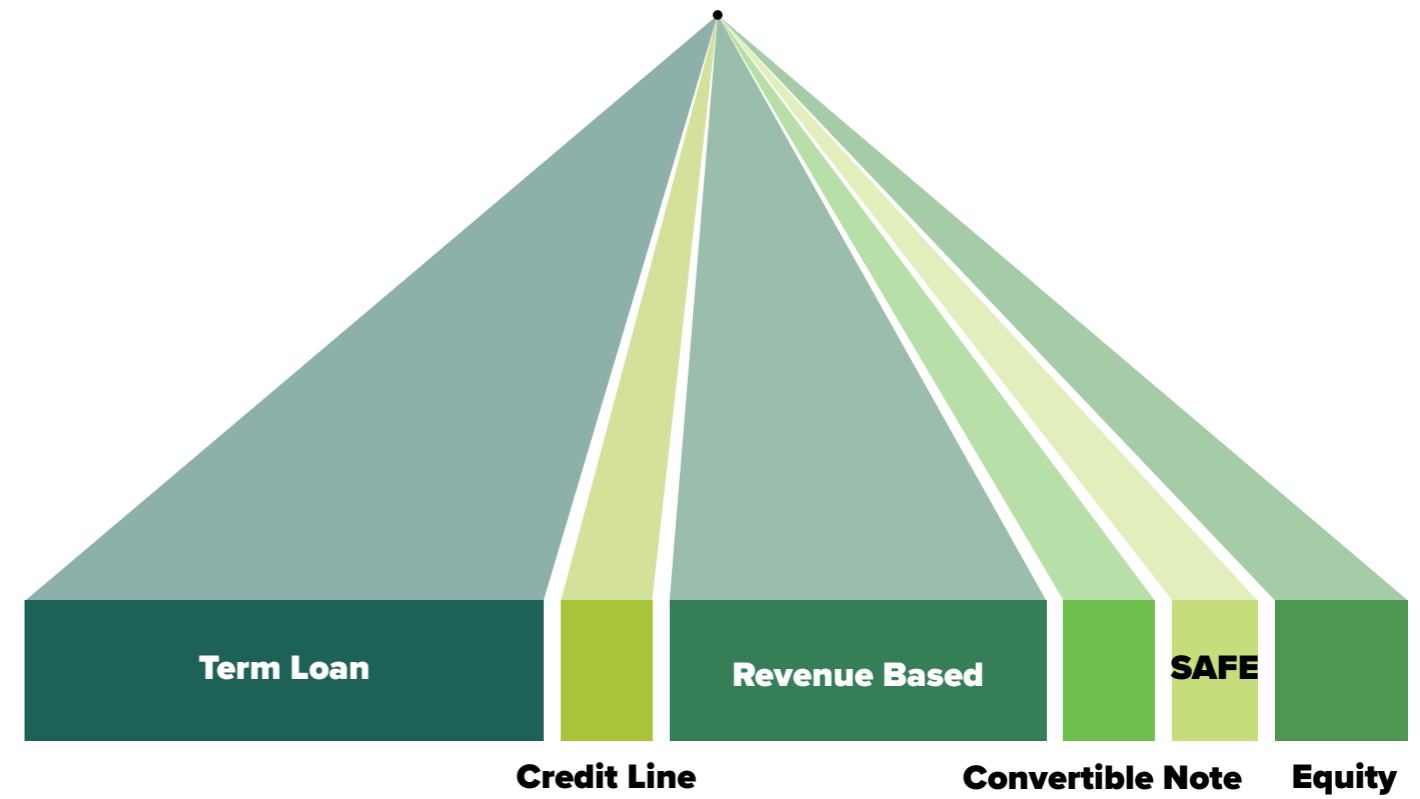 Term Loan
Revenue Based
SAFE
Credit Line
Convertible Note
Equity